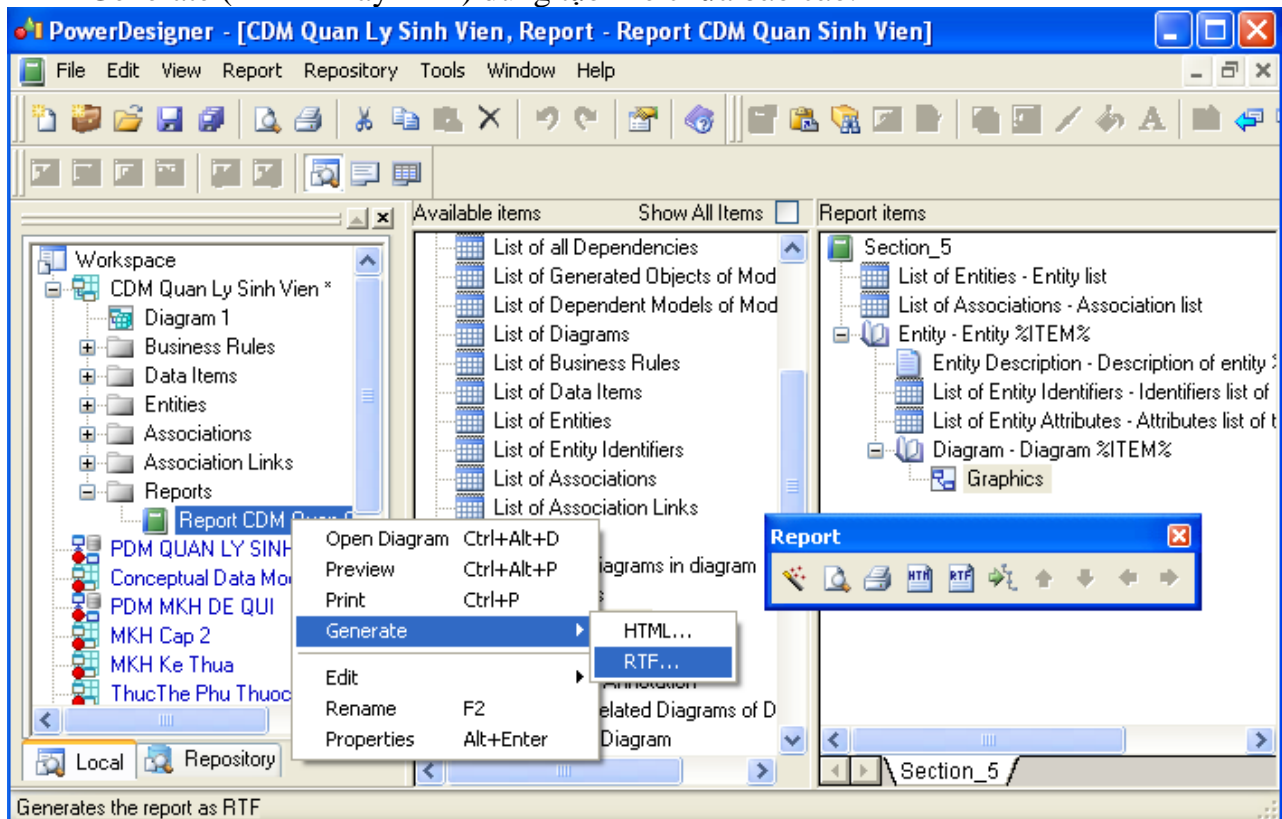 PowerDesigner - [CDM Quan Ly Sinh Vien, Report - Report CDM Quan Sinh Vien]
File Edit View Report Repository Tools Window Help
Workspace
CDM Quan Ly Sinh Vien *
Diagram 1
Business Rules
Data Items
Entities
Associations
Association Links
Reports
Report CDM Quan
PDM QUAN LY SINH
Conceptual Data Mo
PDM MKH DE QUI
MKH Cap 2
MKH Ke Thua
ThucThe Phu Thuoc
Local Repository
Available items Show All Items
List of all Dependencies
List of Generated Objects of Mod
List of Dependent Models of Mod
List of Diagrams
List of Business Rules
List of Data Items
List of Entities
List of Entity Identifiers
List of Associations
List of Association Links
iagrams in diagram
Annotation
elated Diagrams of D
Diagram
Open Diagram Ctrl+Alt+D
Preview Ctrl+Alt+P
Print Ctrl+P
Generate
Edit
Rename F2
Properties Alt+Enter
HTML...
RTF...
Report items
Section_5
List of Entities - Entity list
List of Associations - Association list
Entity - Entity %ITEM%
Entity Description - Description of entity
List of Entity Identifiers - Identifiers list of
List of Entity Attributes - Attributes list of t
Diagram - Diagram %ITEM%
Graphics
Report
HTM RTF
Section_5
Generates the report as RTF